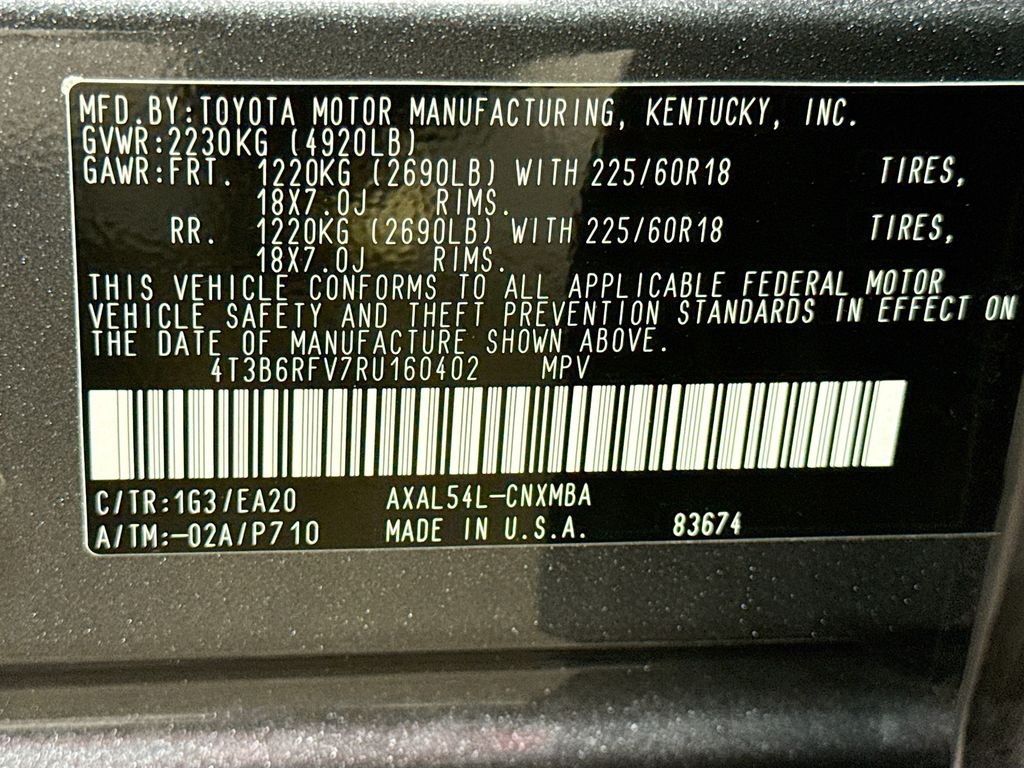 MFD.BY:TOYOTA MOTOR MANUFACTURING, KENTUCKY, INC.
GVWR:2230KG (4920LB)
GAWR:FRT. 1220KG (2690LB) WITH 225/60R18 TIRES,
18X7.0J RIMS.
RR. 1220KG (2690LB) WITH 225/60R18 TIRES,
18X7.0J RIMS.
THIS VEHICLE CONFORMS TO ALL APPLICABLE FEDERAL MOTOR
VEHICLE SAFETY AND THEFT PREVENTION STANDARDS IN EFFECT ON
THE DATE OF MANUFACTURE SHOWN ABOVE.
4T3B6RFV7RU160402 MPV
C/TR:1G3/EA20 AXAL54L-CNXMBA
A/TM:-02A/P710 MADE IN U.S.A. 83674